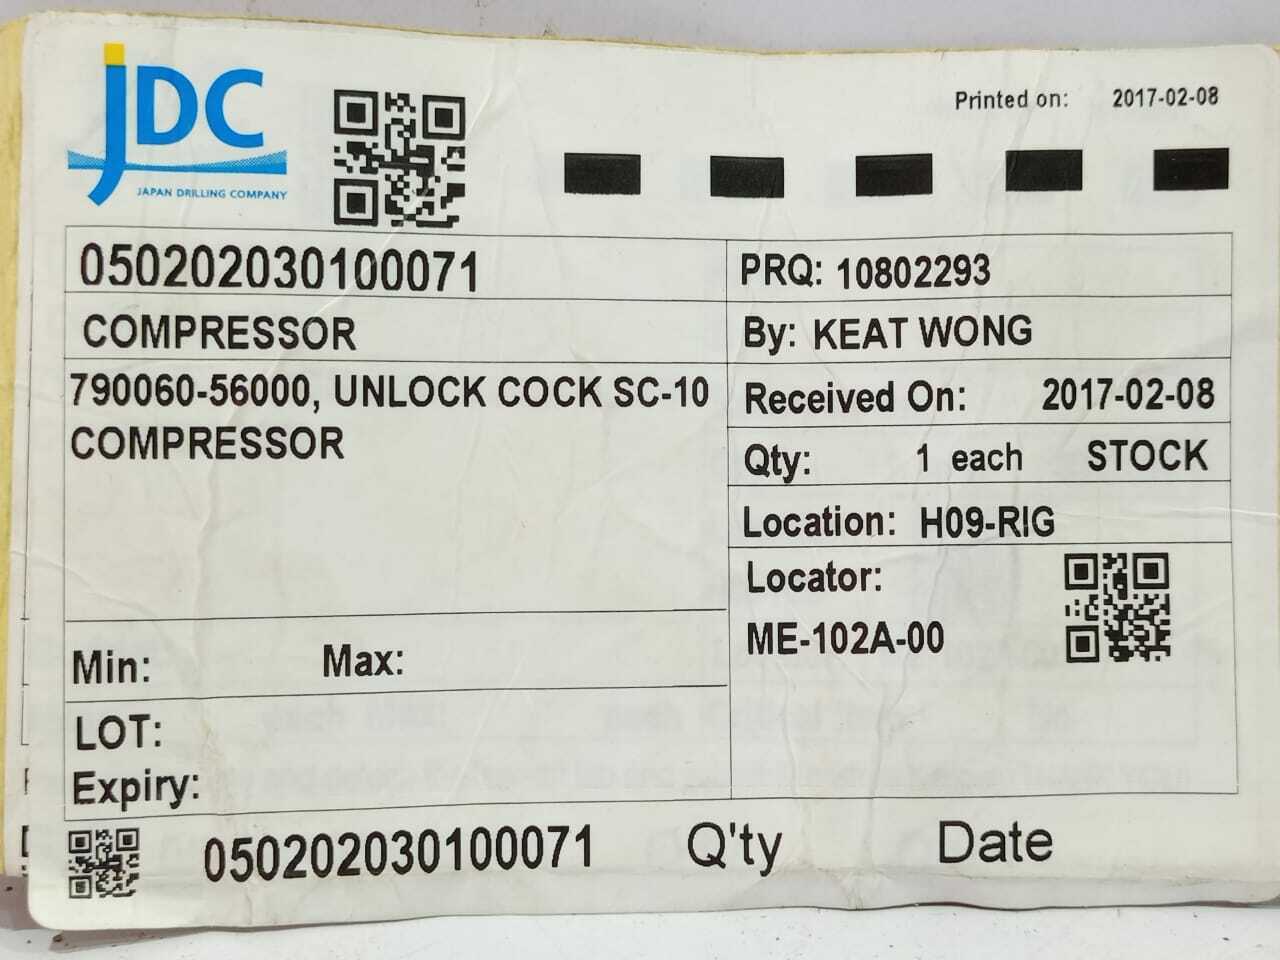 JDC
JAPAN DRILLING COMPANY
Printed on: 2017-02-08
050202030100071
COMPRESSOR
790060-56000, UNLOCK COCK SC-10
COMPRESSOR
Min: Max:
LOT:
Expiry:
PRQ: 10802293
By: KEAT WONG
Received On: 2017-02-08
Qty: 1 each STOCK
Location: H09-RIG
Locator:
ME-102A-00
050202030100071 Q'ty Date